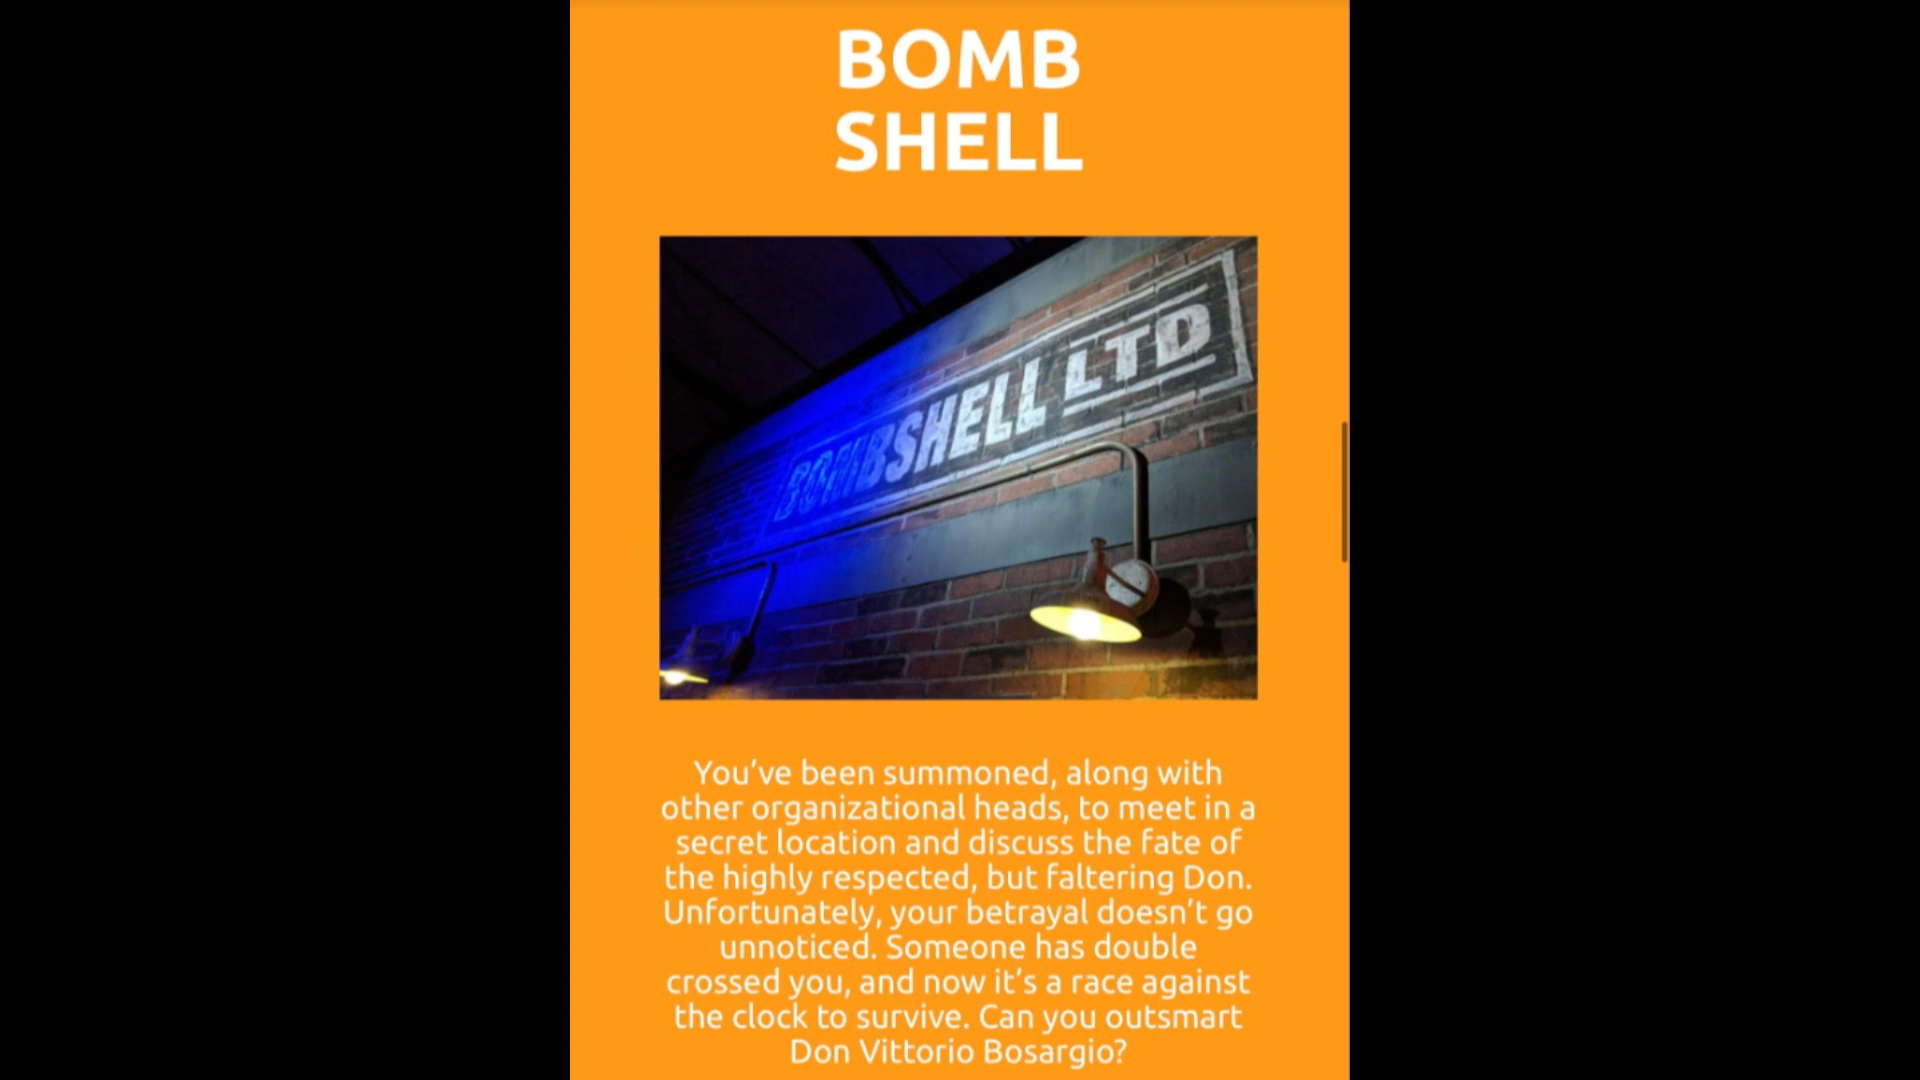 BOMB
SHELL
BOMBSHELL LTD
You’ve been summoned, along with
other organizational heads, to meet in a
secret location and discuss the fate of
the highly respected, but faltering Don.
Unfortunately, your betrayal doesn’t go
unnoticed. Someone has double
crossed you, and now it’s a race against
the clock to survive. Can you outsmart
Don Vittorio Bosargio?